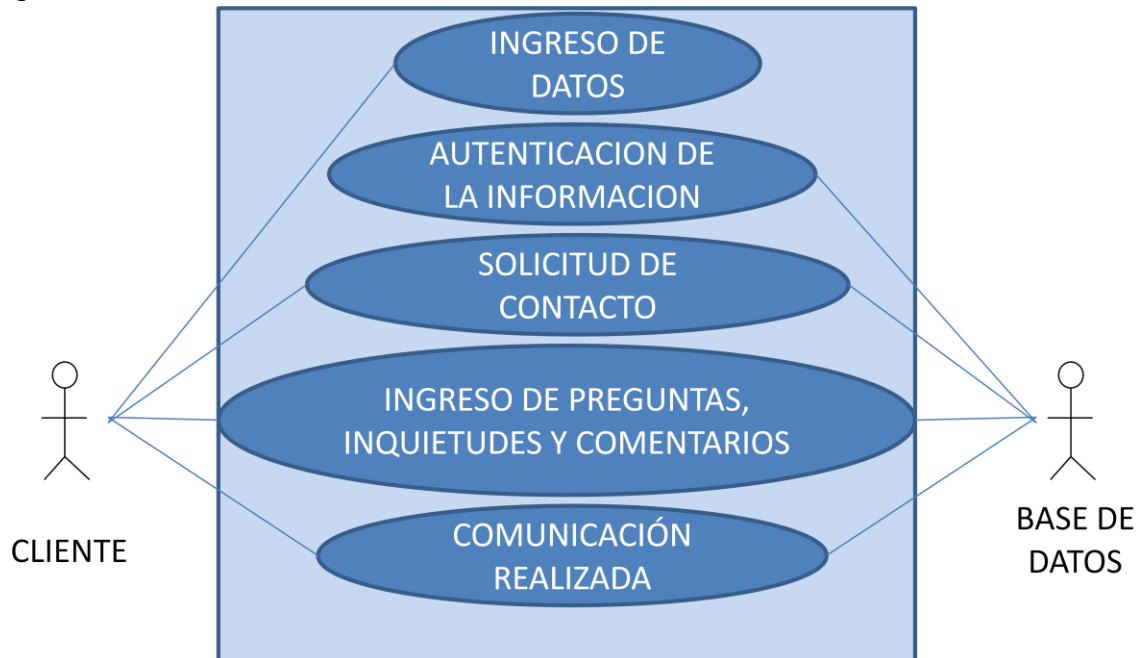 INGRESO DE
DATOS
AUTENTICACION DE
LA INFORMACION
SOLICITUD DE
CONTACTO
INGRESO DE PREGUNTAS,
INQUIETUDES Y COMENTARIOS
COMUNICACIÓN
REALIZADA
CLIENTE
BASE DE
DATOS